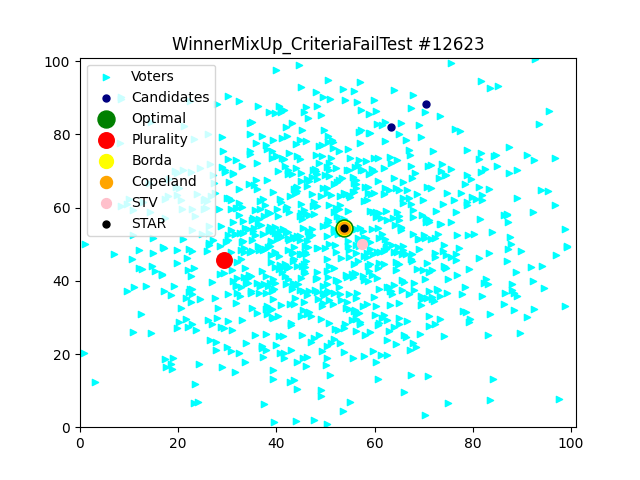 WinnerMixUp_CriteriaFailTest #12623
100
80
60
40
20
0
0 20 40 60 80 100
Voters
Candidates
Optimal
Plurality
Borda
Copeland
STV
STAR